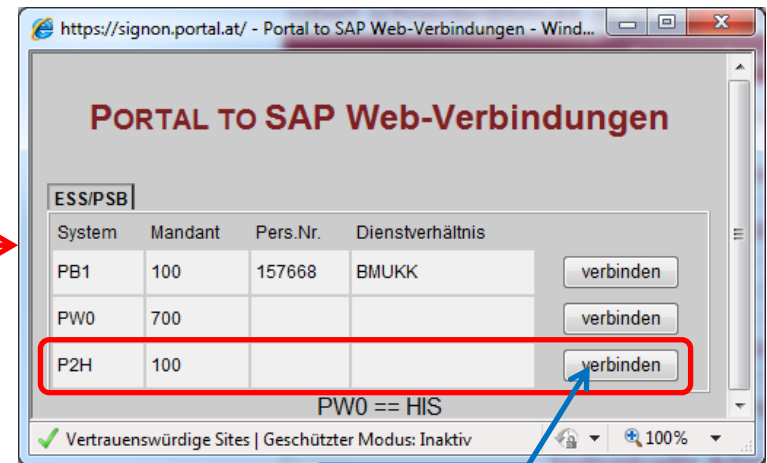 https://signon.portal.at/ - Portal to SAP Web-Verbindungen - Wind...
PORTAL TO SAP Web-Verbindungen
ESS/PSB
System Mandant Pers.Nr. Dienstverhältnis
PB1 100 157668 BMUKK verbinden
PW0 700 verbinden
P2H 100 verbinden
PW0 == HIS
Vertrauenswürdige Sites | Geschützter Modus: Inaktiv 100%